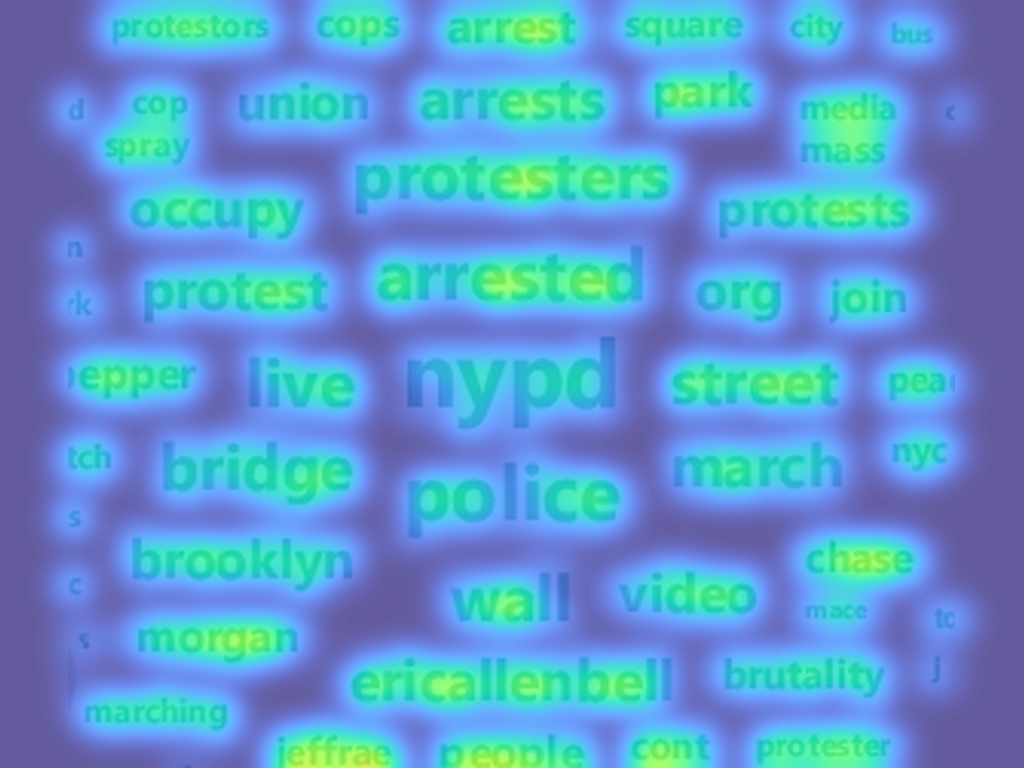 protestors cops arrest square city bus
d cop union arrests park media c
spray protesters mass
occupy protests
n protest arrested org join
rk
epper live nypd street pea
tch bridge police march nyc
s
brooklyn chase
c wall video mace to
s morgan
ericallenbell brutality j
marching
jeffrae people cont protester